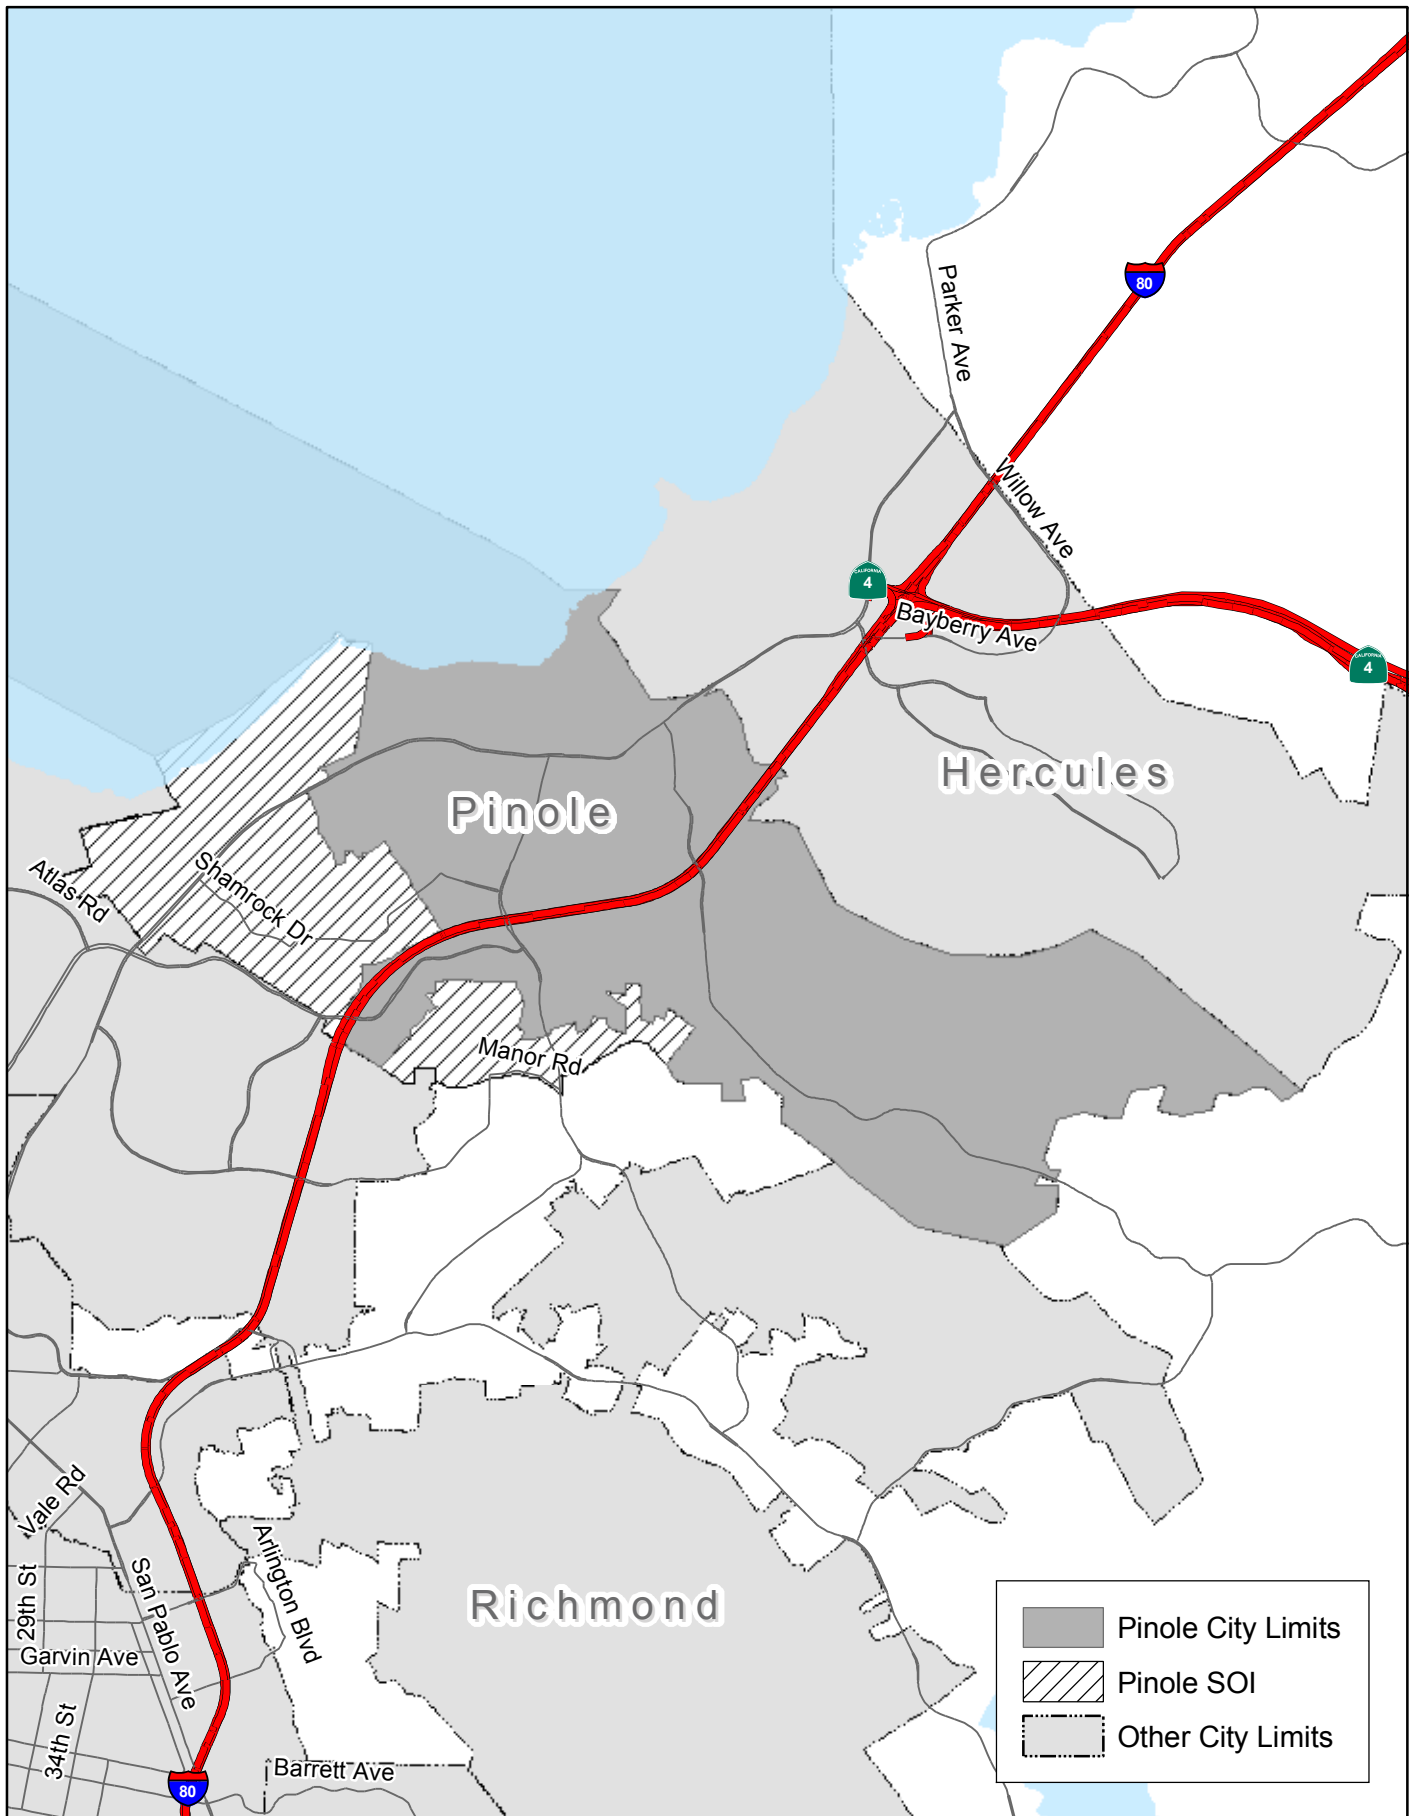 Parker Ave
80
Willow Ave
CALIFORNIA
4
Bayberry Ave
CALIFORNIA
4
Hercules
Pinole
Shamrock Dr
Atlas Rd
Manor Rd
Vale Rd
Arlington Blvd
San Pablo Ave
29th St
Garvin Ave
34th St
Richmond
Barrett Ave
80
Pinole City Limits
Pinole SOI
Other City Limits